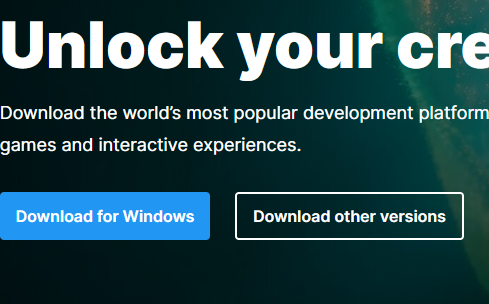 Unlock your cre
Download the world's most popular development platform
games and interactive experiences.
Download for Windows
Download other versions